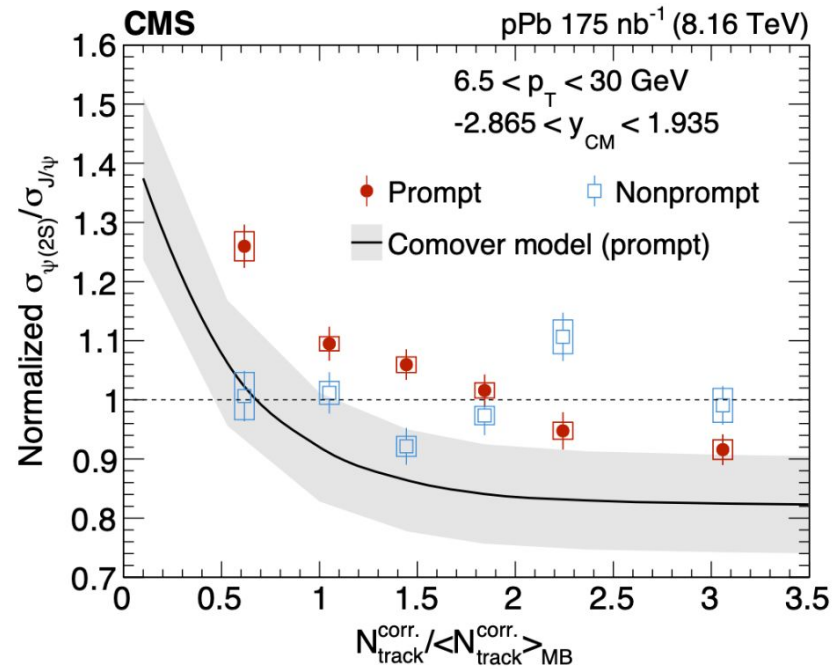 CMS pPb 175 nb⁻¹ (8.16 TeV)
6.5 < p_T < 30 GeV
-2.865 < y_CM < 1.935
Prompt
Nonprompt
Comover model (prompt)
Normalized σ_ψ(2S)/σ_J/ψ
1.6
1.5
1.4
1.3
1.2
1.1
1
0.9
0.8
0.7
0 0.5 1 1.5 2 2.5 3 3.5
N_track^corr./<N_track^corr.>_MB